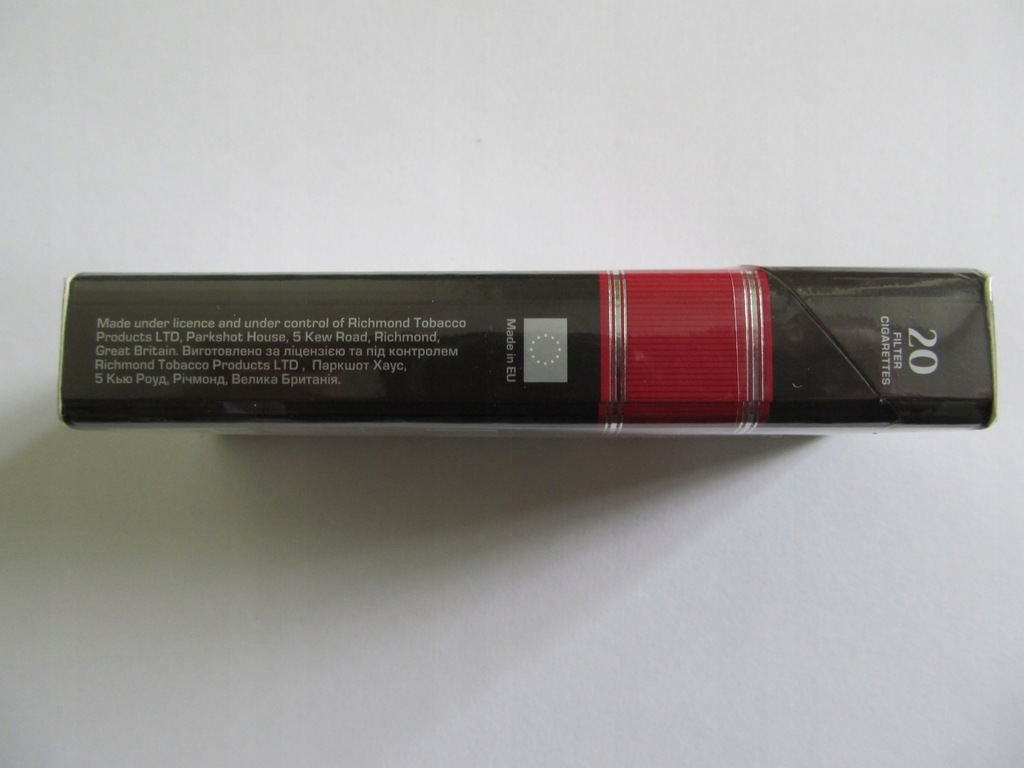 Made under licence and under control of Richmond Tobacco
Products LTD, Parkshot House, 5 Kew Road, Richmond,
Great Britain. Виготовлено за ліцензією та під контролем
Richmond Tobacco Products LTD , Паркшот Хаус,
5 Кью Роуд, Річмонд, Велика Британія.
Made in EU
20
FILTER
CIGARETTES